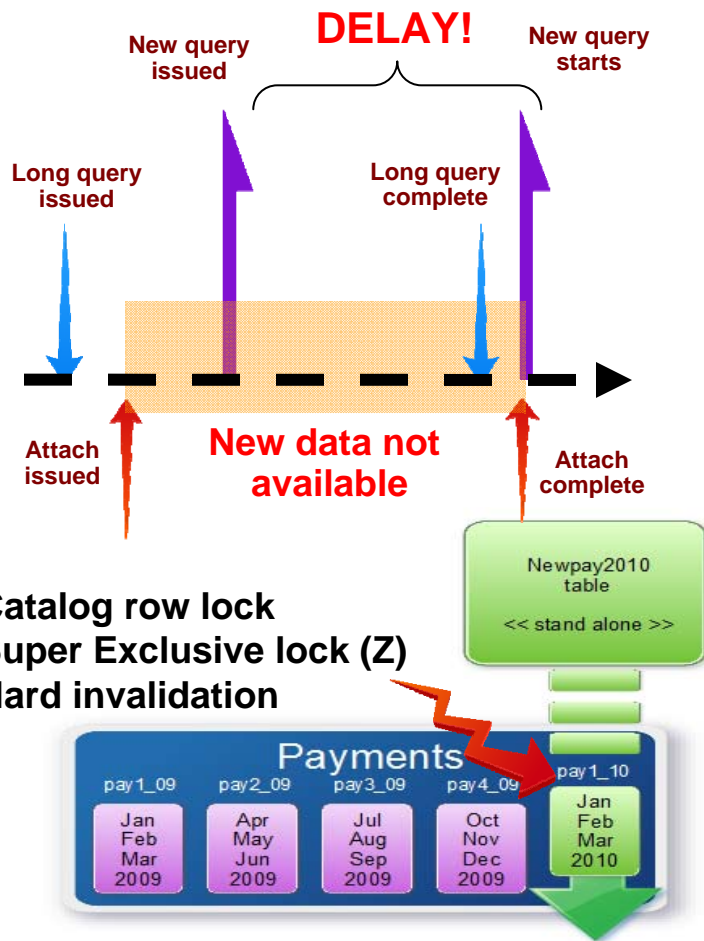 DELAY!
New query
issued
New query
starts
Long query
issued
Long query
complete
Attach
issued
New data not
available
Attach
complete
Newpay2010
table
<< stand alone >>
Catalog row lock
Super Exclusive lock (Z)
Hard invalidation
Payments
pay1_09
pay2_09
pay3_09
pay4_09
pay1_10
Jan
Feb
Mar
2009
Apr
May
Jun
2009
Jul
Aug
Sep
2009
Oct
Nov
Dec
2009
Jan
Feb
Mar
2010